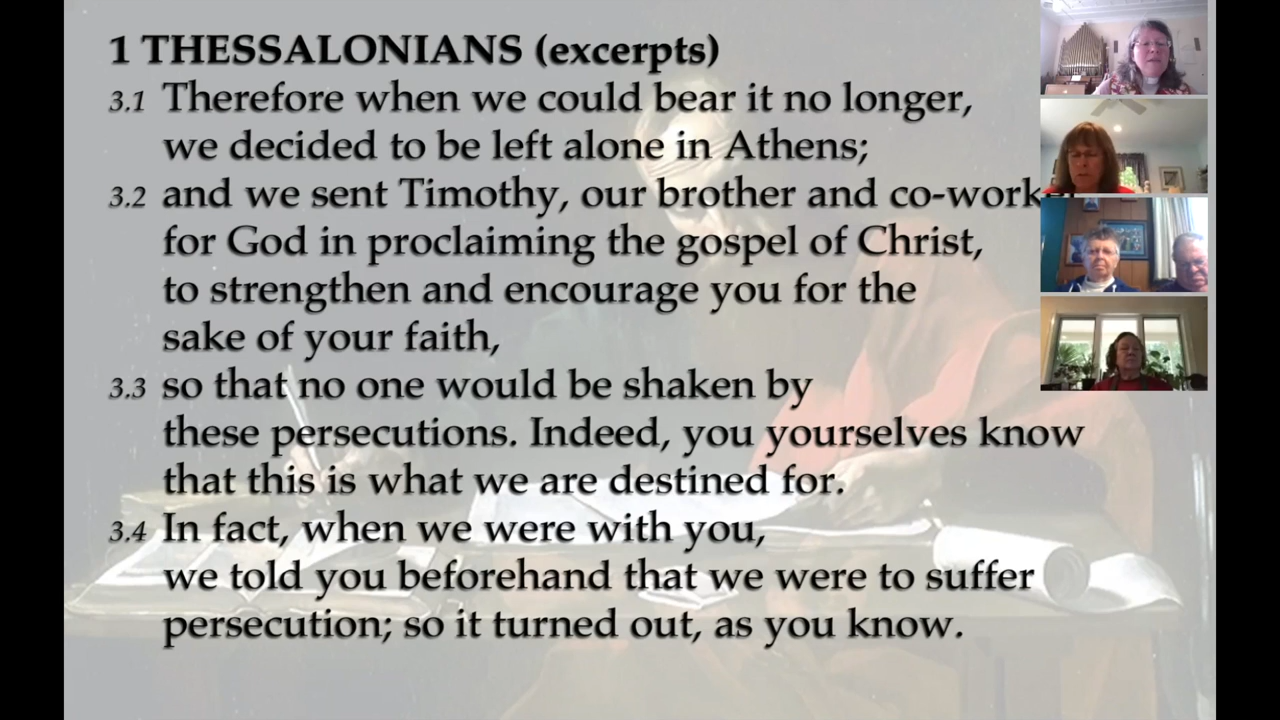 1 THESSALONIANS (excerpts)
3.1 Therefore when we could bear it no longer,
we decided to be left alone in Athens;
3.2 and we sent Timothy, our brother and co-work
for God in proclaiming the gospel of Christ,
to strengthen and encourage you for the
sake of your faith,
3.3 so that no one would be shaken by
these persecutions. Indeed, you yourselves know
that this is what we are destined for.
3.4 In fact, when we were with you,
we told you beforehand that we were to suffer
persecution; so it turned out, as you know.